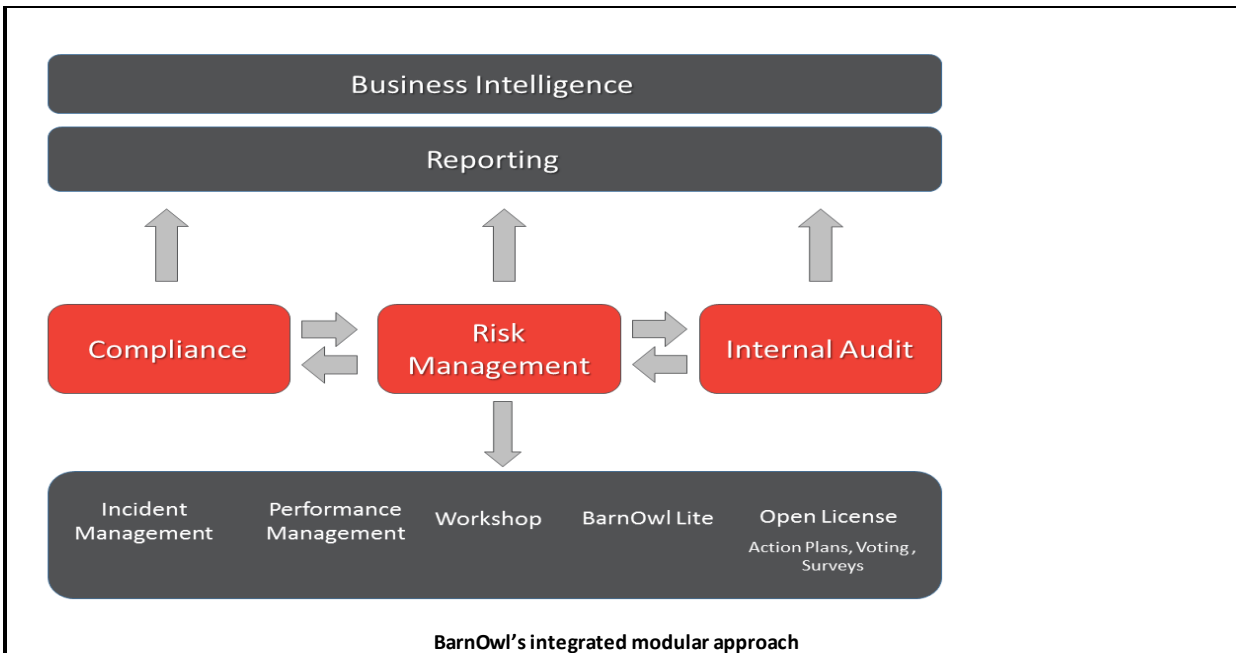 Business Intelligence
Reporting
Compliance
Risk
Management
Internal Audit
Incident
Management
Performance
Management
Workshop
BarnOwl Lite
Open License
Action Plans, Voting ,
Surveys
BarnOwl’s integrated modular approach